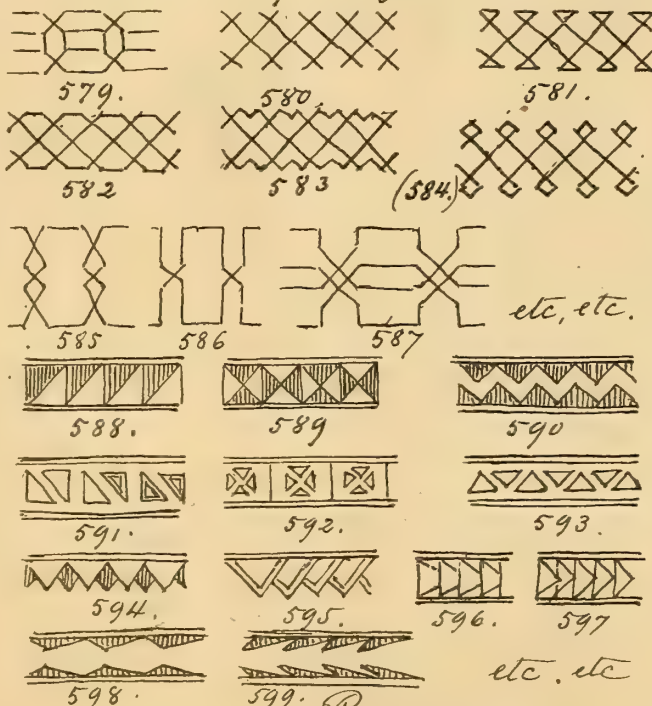 579. 580. 581.
582 583 (584.)
585 586 587 etc, etc.
588. 589 590
591. 592. 593.
594. 595. 596. 597
598. 599. etc. etc